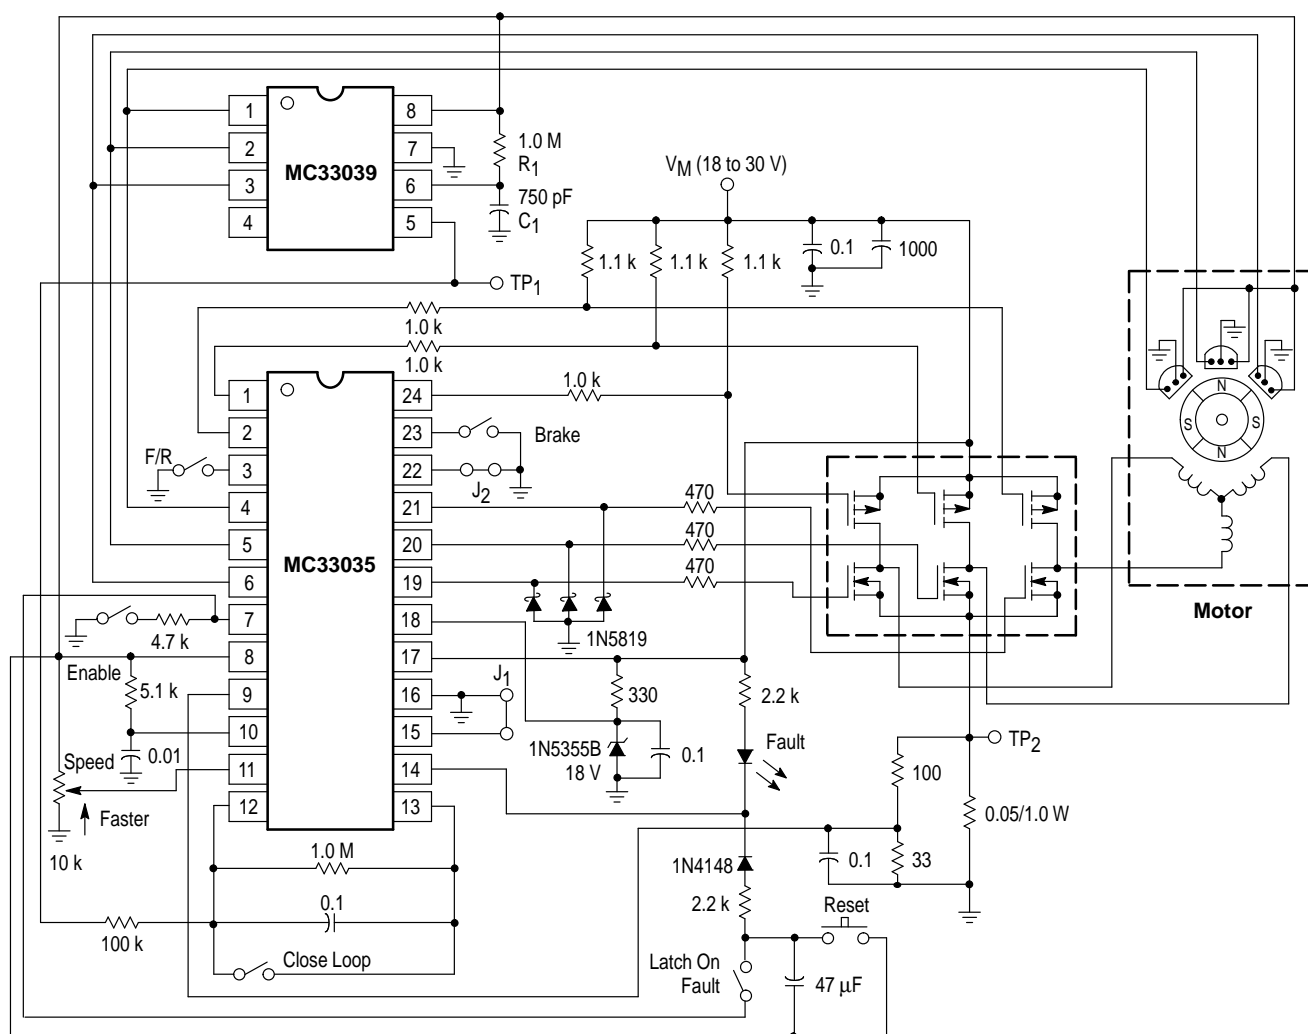 1
8
2
7
MC33039
3
6
4
5
1.0 M
R1
750 pF
C1
VM (18 to 30 V)
1.1 k
1.1 k
1.1 k
0.1
1000
TP1
1.0 k
1.0 k
1.0 k
1
24
2
23
Brake
F/R
3
22
J2
4
21
470
5
20
470
MC33035
6
19
470
7
18
4.7 k
1N5819
8
17
Enable
5.1 k
9
16
J1
330
2.2 k
10
15
0.01
Speed
1N5355B
18 V
0.1
Fault
11
14
Faster
12
13
10 k
N
S
S
N
Motor
TP2
100
0.05/1.0 W
1.0 M
1N4148
0.1
33
0.1
2.2 k
Reset
100 k
Close Loop
Latch On
Fault
47 µF